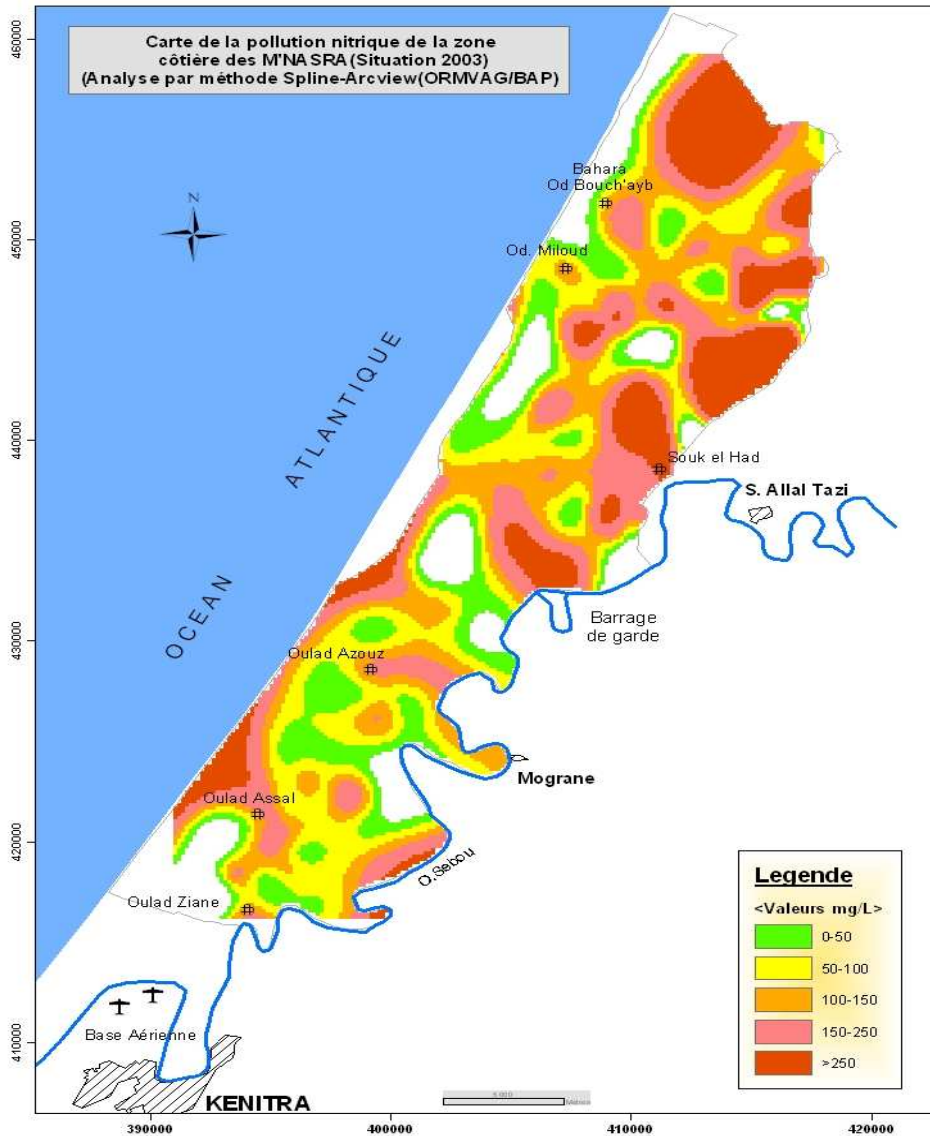 Carte de la pollution nitrique de la zone
côtière des M'NASRA(Situation 2003)
(Analyse par méthode Spline-Arcview(ORMVAG/BAP)
460000
450000
440000
430000
420000
410000
N
Bahara
Od Bouch'ayb
Od. Miloud
OCEAN ATLANTIQUE
Souk el Had
S. Allal Tazi
Barrage
de garde
Oulad Azouz
Mograne
Oulad Assal
O.Sebou
Oulad Ziane
Base Aérienne
KENITRA
Legende
<Valeurs mg/L>
0-50
50-100
100-150
150-250
>250
390000
400000
410000
420000